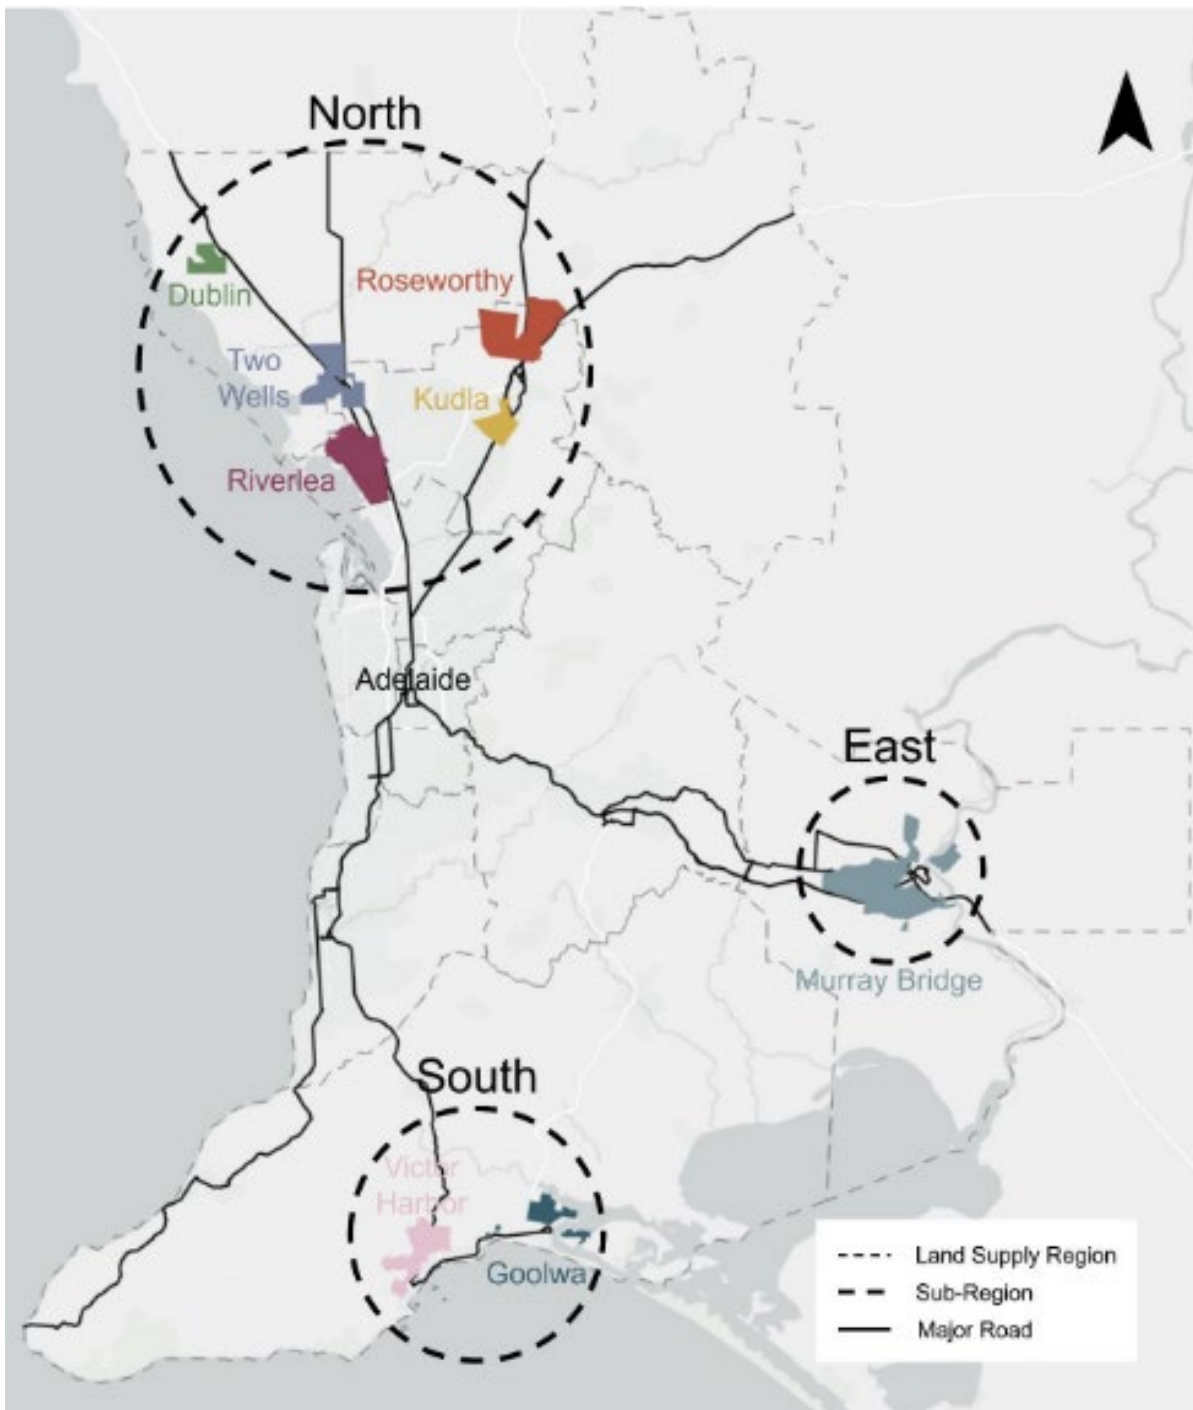 North
Roseworthy
Dublin
Two
Wells
Kudla
Riverlea
Adelaide
East
Murray Bridge
South
Victor
Harbor
Goolwa
Land Supply Region
Sub-Region
Major Road